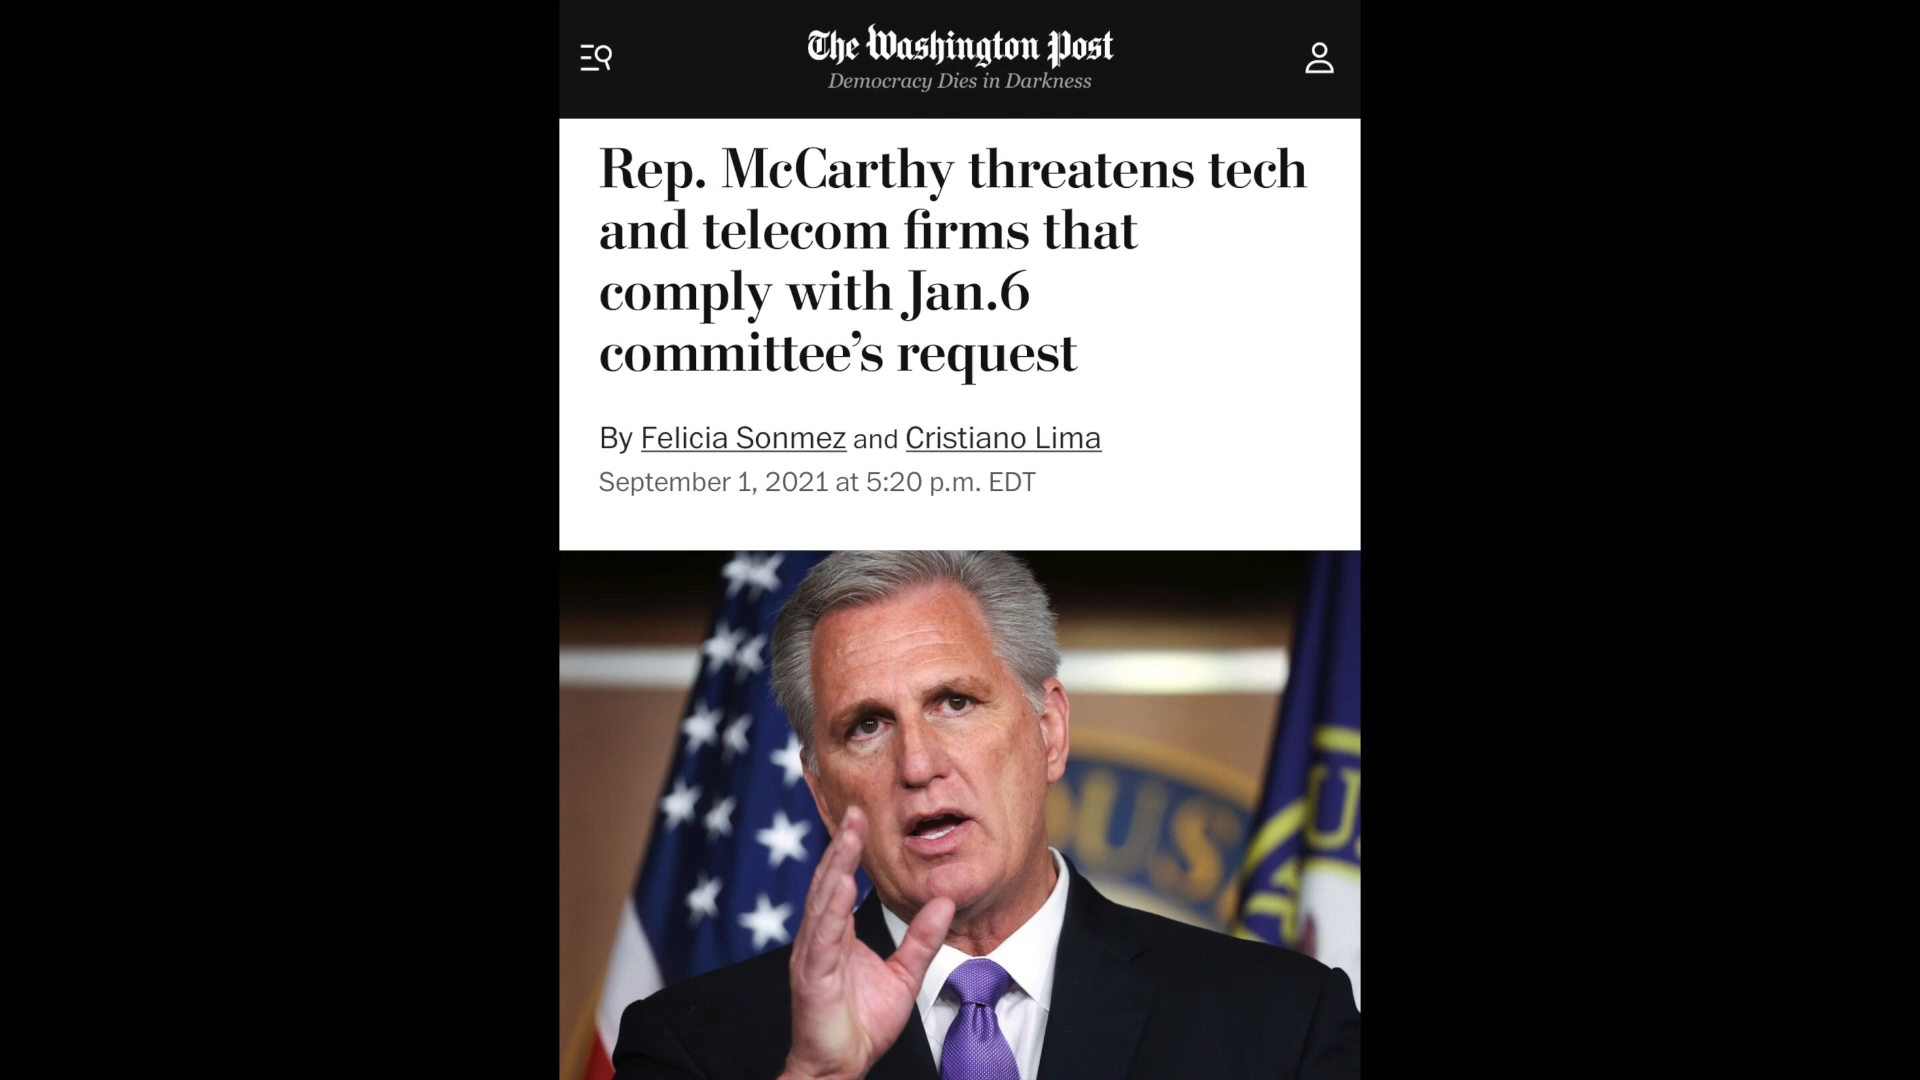 The Washington Post
Democracy Dies in Darkness
Rep. McCarthy threatens tech
and telecom firms that
comply with Jan.6
committee’s request
By Felicia Sonmez and Cristiano Lima
September 1, 2021 at 5:20 p.m. EDT
OUS
U